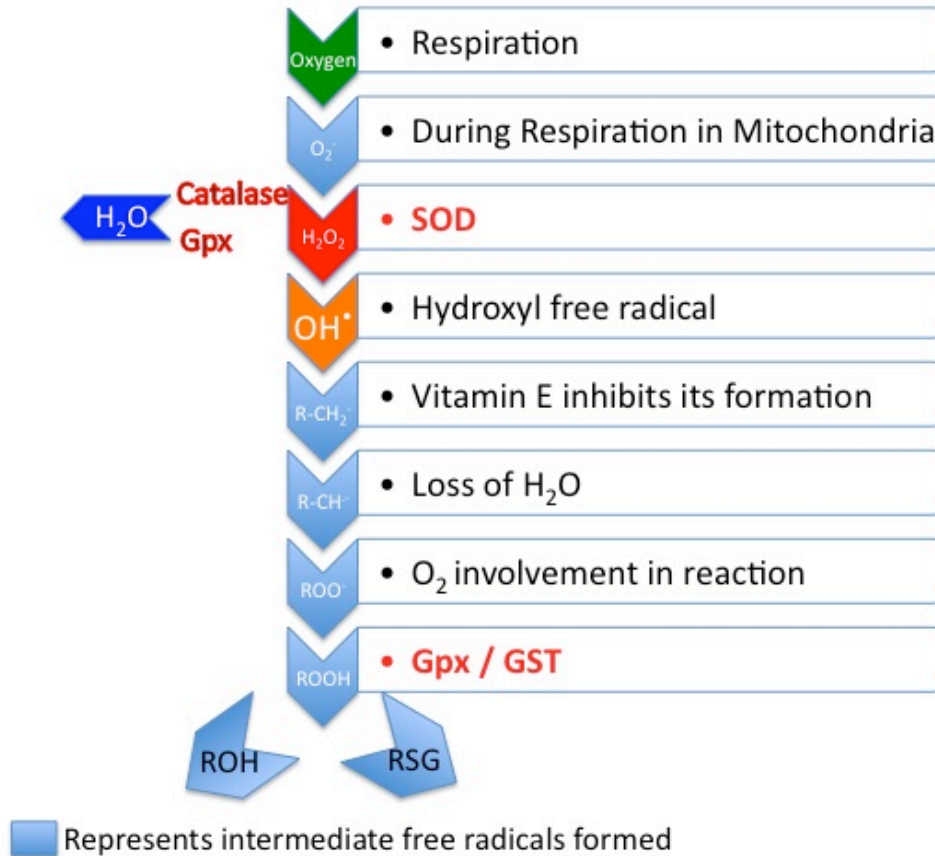 Oxygen
• Respiration
O₂˙
• During Respiration in Mitochondria
H₂O
Catalase
Gpx
H₂O₂
• SOD
OH•
• Hydroxyl free radical
R-CH₂˙
• Vitamin E inhibits its formation
R-CH·˙
• Loss of H₂O
ROO˙
• O₂ involvement in reaction
ROOH
• Gpx / GST
ROH
RSG
Represents intermediate free radicals formed